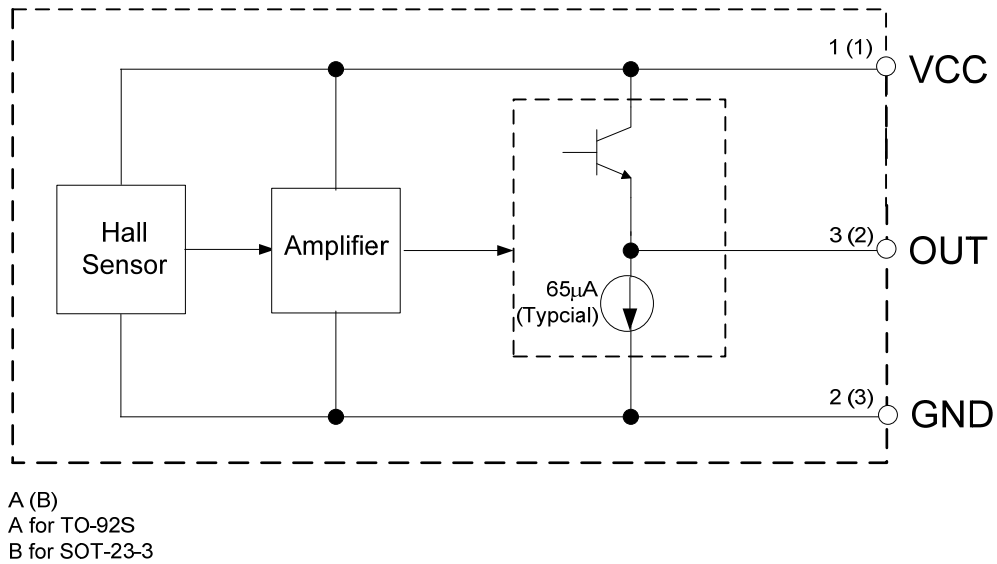 1 (1)
VCC
Hall
Sensor
Amplifier
3 (2)
OUT
65μA
(Typcial)
2 (3)
GND
A (B)
A for TO-92S
B for SOT-23-3